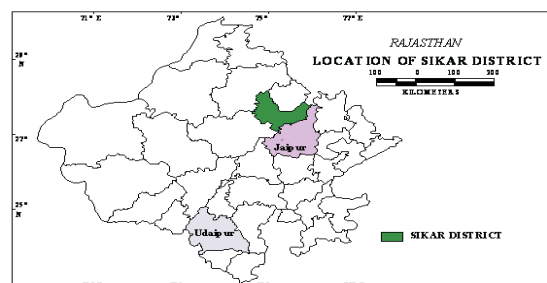 71° E 73° E 75° E 77° E
RAJASTHAN
LOCATION OF SIKAR DISTRICT
100 0 100 200
KILOMETERS
N
27°
N
Jaipur
25°
N
Udaipur
SIKAR DISTRICT